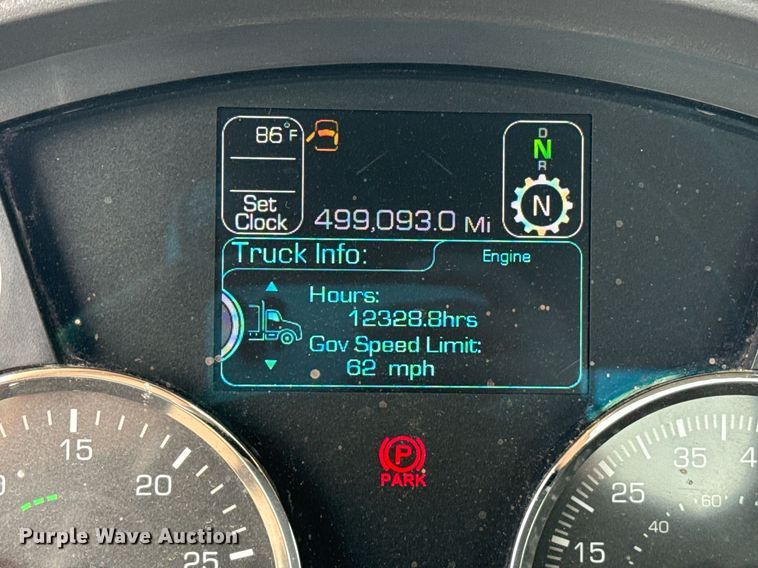 86°F
Set
Clock
499,093.0 Mi
D
N
R
N
Truck Info:
Engine
Hours:
12328.8hrs
Gov Speed Limit:
62 mph
P
PARK
15
20
25
15
25
35
40
60
Purple Wave Auction